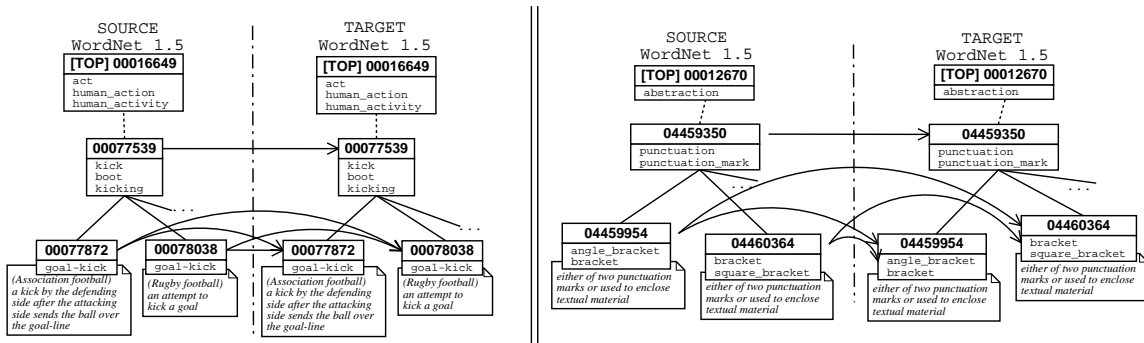 SOURCE
WordNet 1.5
[TOP] 00016649
act
human_action
human_activity
00077539
kick
boot
kicking
. . .
00077872
goal-kick
(Association football)
a kick by the defending
side after the attacking
side sends the ball over
the goal-line
00078038
goal-kick
(Rugby football)
an attempt to
kick a goal
TARGET
WordNet 1.5
[TOP] 00016649
act
human_action
human_activity
00077539
kick
boot
kicking
. . .
00077872
goal-kick
(Association football)
a kick by the defending
side after the attacking
side sends the ball over
the goal-line
00078038
goal-kick
(Rugby football)
an attempt to
kick a goal
SOURCE
WordNet 1.5
[TOP] 00012670
abstraction
04459350
punctuation
punctuation_mark
. . .
04459954
angle_bracket
bracket
either of two punctuation
marks or used to enclose
textual material
04460364
bracket
square_bracket
either of two punctuation
marks or used to enclose
textual material
TARGET
WordNet 1.5
[TOP] 00012670
abstraction
04459350
punctuation
punctuation_mark
. . .
04459954
angle_bracket
bracket
either of two punctuation
marks or used to enclose
textual material
04460364
bracket
square_bracket
either of two punctuation
marks or used to enclose
textual material